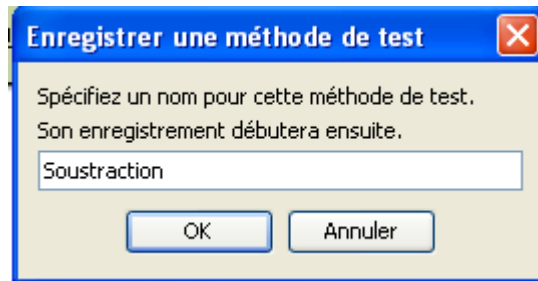 Enregistrer une méthode de test
Spécifiez un nom pour cette méthode de test.
Son enregistrement débutera ensuite.
Soustraction
OK Annuler